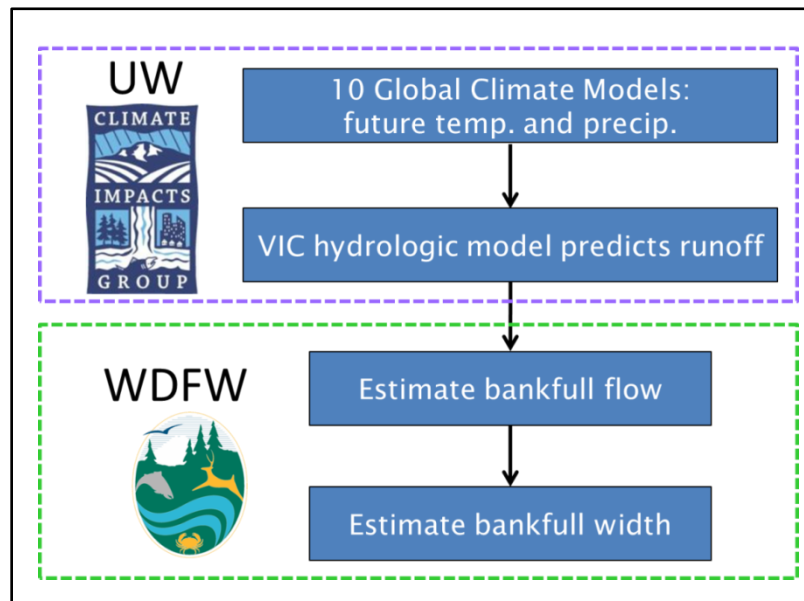 UW
CLIMATE
IMPACTS
GROUP
10 Global Climate Models:
future temp. and precip.
VIC hydrologic model predicts runoff
WDFW
Estimate bankfull flow
Estimate bankfull width